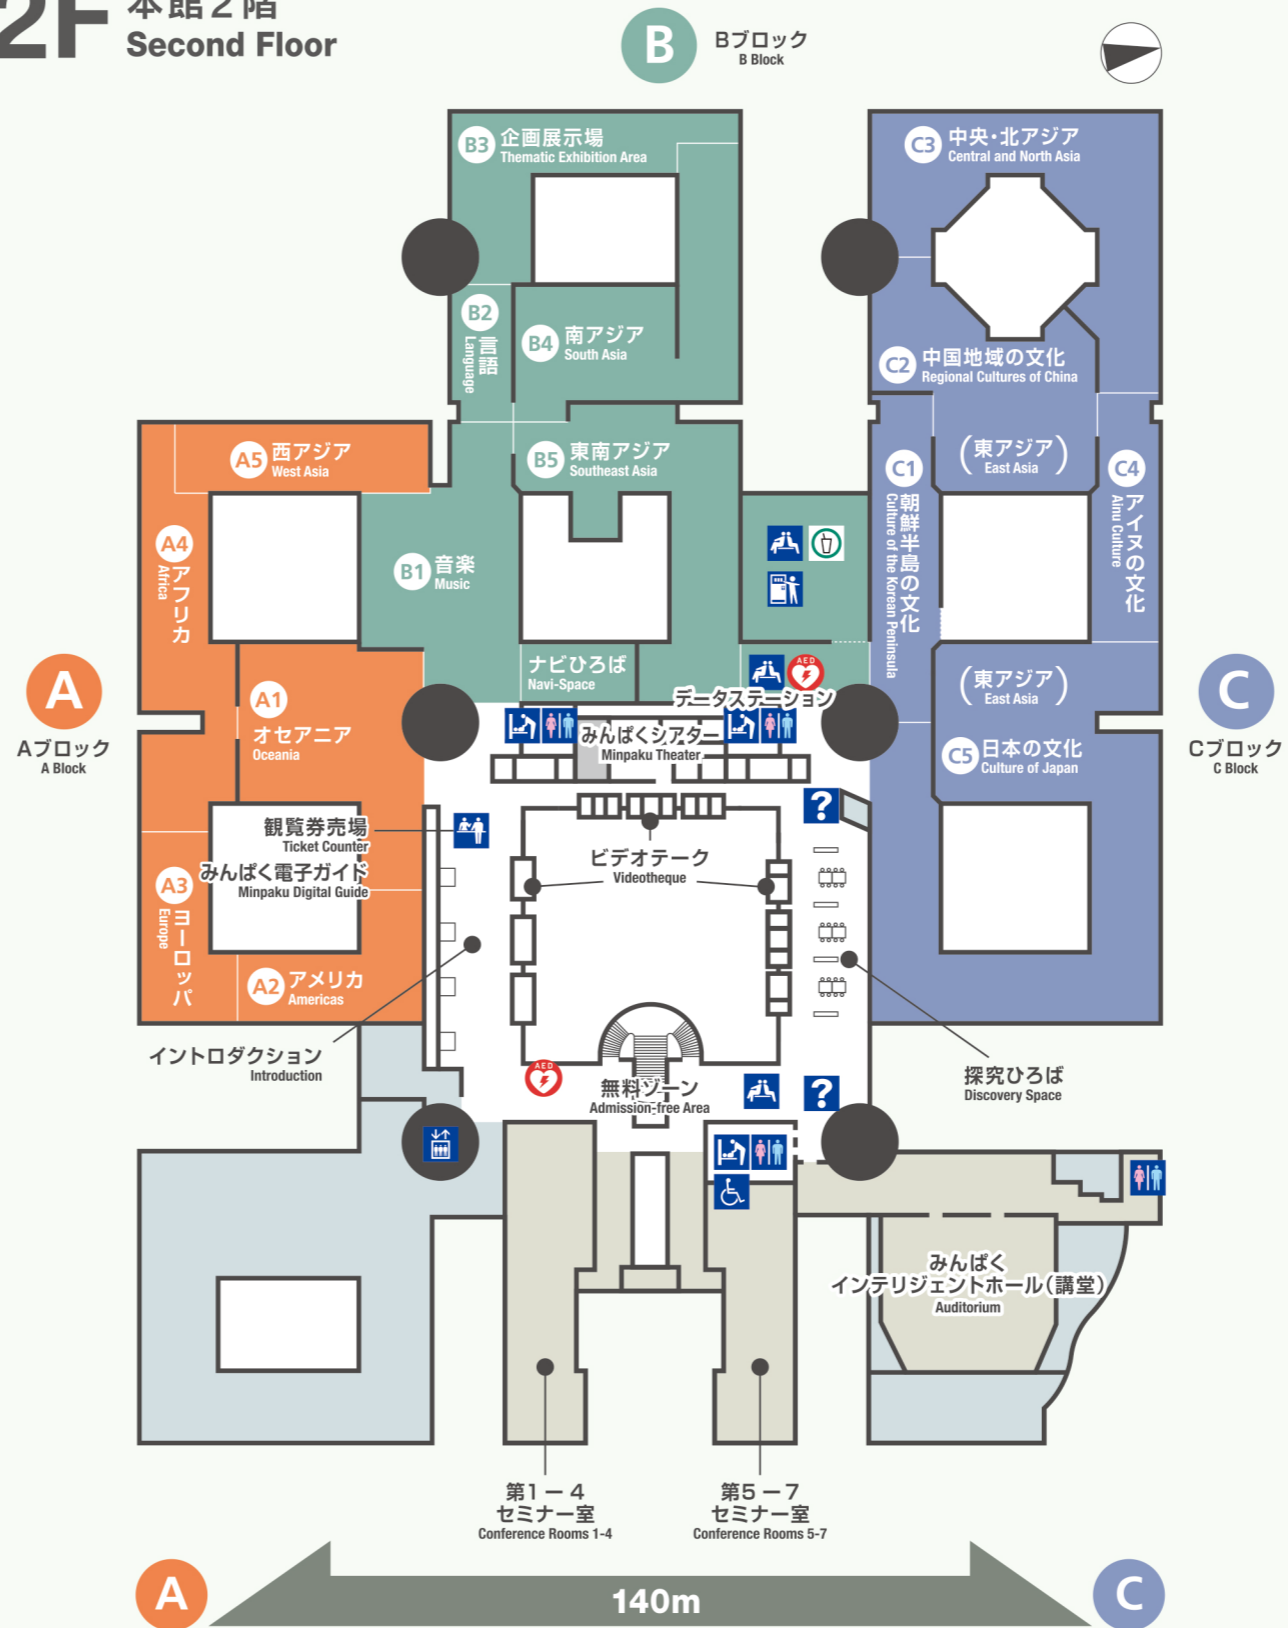 2F
本館2階
Second Floor
B
Bブロック
B Block
B3
企画展示場
Thematic Exhibition Area
C3
中央・北アジア
Central and North Asia
B2
言語
Language
B4
南アジア
South Asia
C2
中国地域の文化
Regional Cultures of China
A5
西アジア
West Asia
B5
東南アジア
Southeast Asia
(東アジア)
East Asia
C1
朝鮮半島の文化
Culture of the Korean Peninsula
C4
アイヌの文化
Ainu Culture
A4
アフリカ
Africa
B1
音楽
Music
ナビひろば
Navi-Space
AED
データステーション
A
Aブロック
A Block
A1
オセアニア
Oceania
みんぱくシアター
Minpaku Theater
(東アジア)
East Asia
C5
日本の文化
Culture of Japan
C
Cブロック
C Block
観覧券売場
Ticket Counter
みんぱく電子ガイド
Minpaku Digital Guide
?
ビデオテーク
Videotheque
A3
ヨーロッパ
Europe
A2
アメリカ
Americas
イントロダクション
Introduction
AED
無料ゾーン
Admission-free Area
?
探究ひろば
Discovery Space
みんぱく
インテリジェントホール(講堂)
Auditorium
第1ー4
セミナー室
Conference Rooms 1-4
第5ー7
セミナー室
Conference Rooms 5-7
A
140m
C